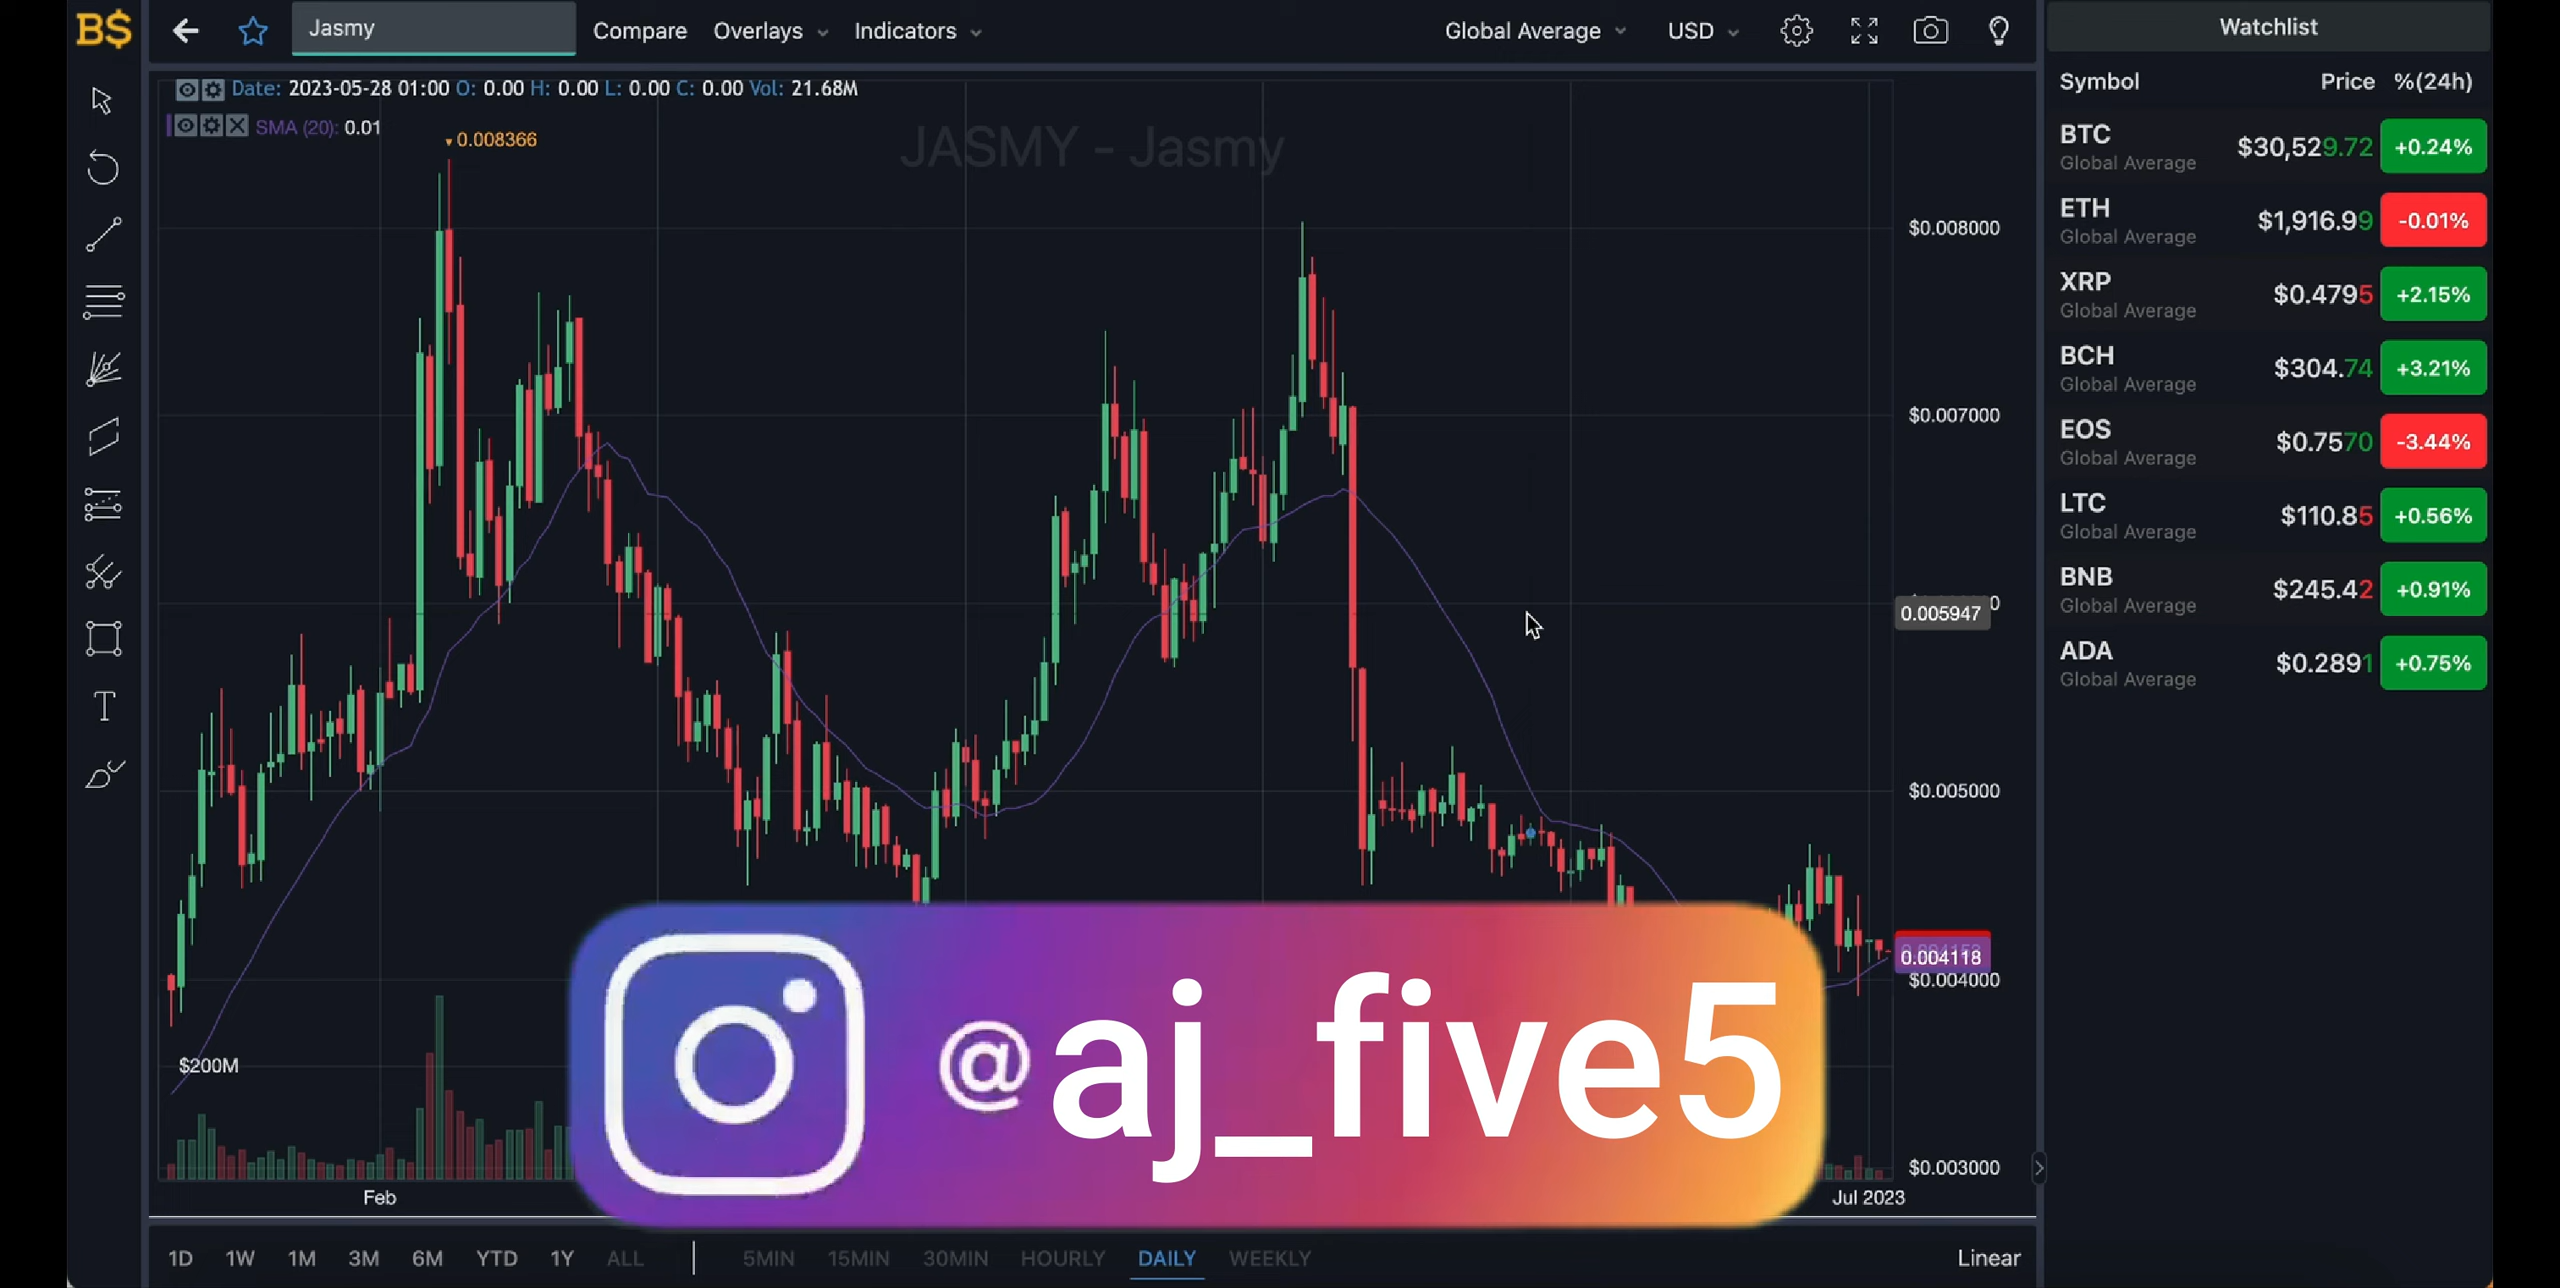 B$
Jasmy
Compare
Overlays
Indicators
Global Average
USD
Watchlist
Date: 2023-05-28 01:00 O: 0.00 H: 0.00 L: 0.00 C: 0.00 Vol: 21.68M
SMA (20): 0.01
0.008366
JASMY - Jasmy
$0.008000
$0.007000
0.005947
$0.005000
0.004118
$0.004000
$0.003000
$200M
Feb
Jul 2023
@aj_five5
1D 1W 1M 3M 6M YTD 1Y ALL
5MIN 15MIN 30MIN HOURLY DAILY WEEKLY
Linear
Symbol Price %(24h)
BTC $30,529.72 +0.24%
Global Average
ETH $1,916.99 -0.01%
Global Average
XRP $0.4795 +2.15%
Global Average
BCH $304.74 +3.21%
Global Average
EOS $0.7570 -3.44%
Global Average
LTC $110.85 +0.56%
Global Average
BNB $245.42 +0.91%
Global Average
ADA $0.2891 +0.75%
Global Average